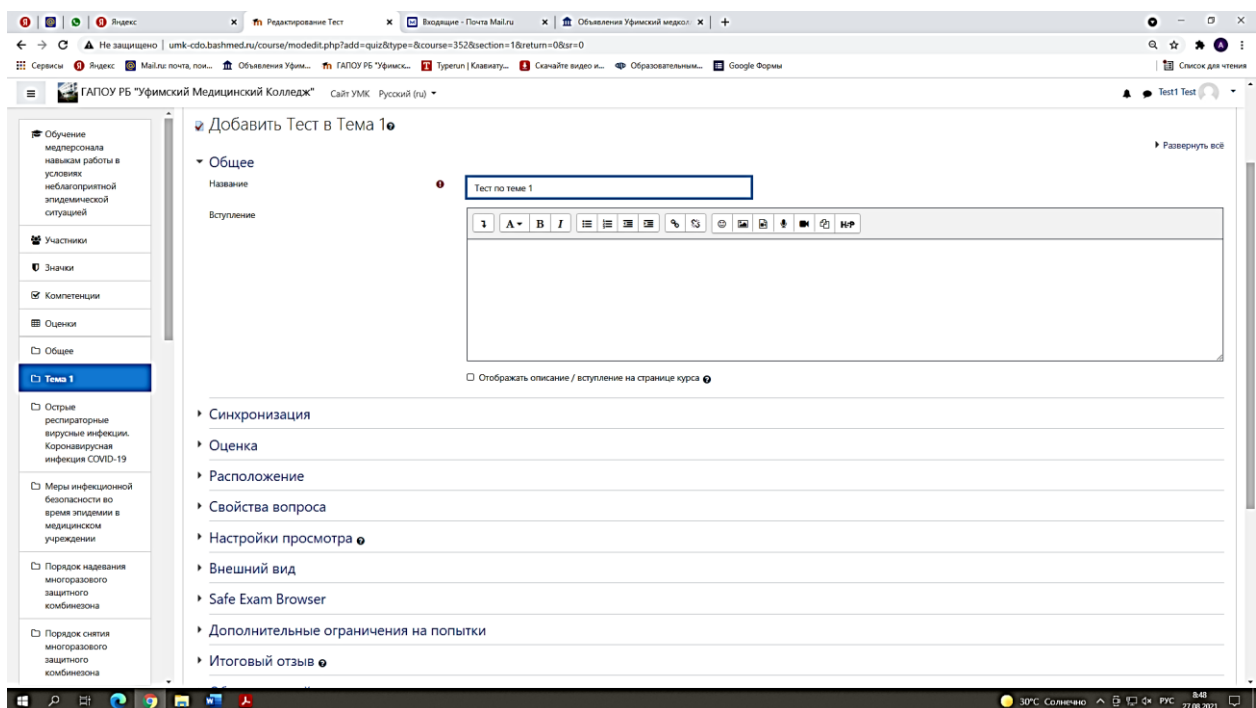 Яндекс
Редактирование Тест
Входящие - Почта Mail.ru
Объявления Уфимский медкол
Не защищено | umk-cdo.bashmed.ru/course/modedit.php?add=quiz&type=&course=352&section=1&return=0&sr=0
Сервисы Яндекс Mail.ru: почта, пои... Объявления Уфим... ГАПОУ РБ "Уфимск... Typerun | Клавиату... Скачайте видео и... Образовательным... Google Формы Список для чтения
ГАПОУ РБ "Уфимский Медицинский Колледж" Сайт УМК Русский (ru) Test1 Test
Обучение
медперсонала
навыкам работы в
условиях
неблагоприятной
эпидемической
ситуацией
Участники
Значки
Компетенции
Оценки
Общее
Тема 1
Острые
респираторные
вирусные инфекции.
Коронавирусная
инфекция COVID-19
Меры инфекционной
безопасности во
время эпидемии в
медицинском
учреждении
Порядок надевания
многоразового
защитного
комбинезона
Порядок снятия
многоразового
защитного
комбинезона
Добавить Тест в Тема 1
Развернуть всё
Общее
Название
Тест по теме 1
Вступление
A B I H-P
Отображать описание / вступление на странице курса
Синхронизация
Оценка
Расположение
Свойства вопроса
Настройки просмотра
Внешний вид
Safe Exam Browser
Дополнительные ограничения на попытки
Итоговый отзыв
30°C Солнечно РУС 8:48
27.08.2021